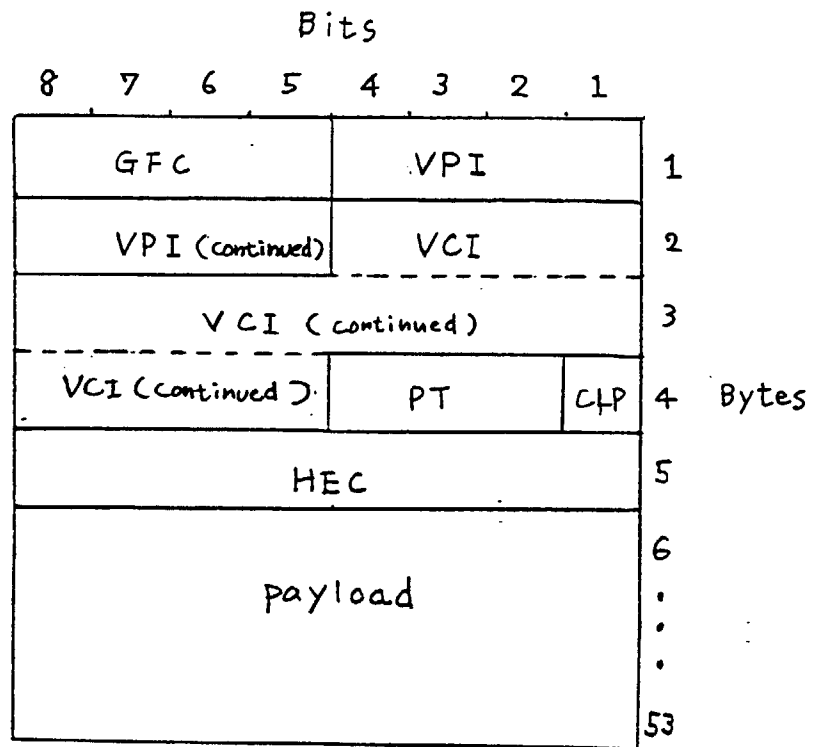 Bits
8 7 6 5 4 3 2 1
GFC VPI 1
VPI (continued) VCI 2
VCI (continued) 3
VCI (continued) PT CLP 4 Bytes
HEC 5
6
payload
53